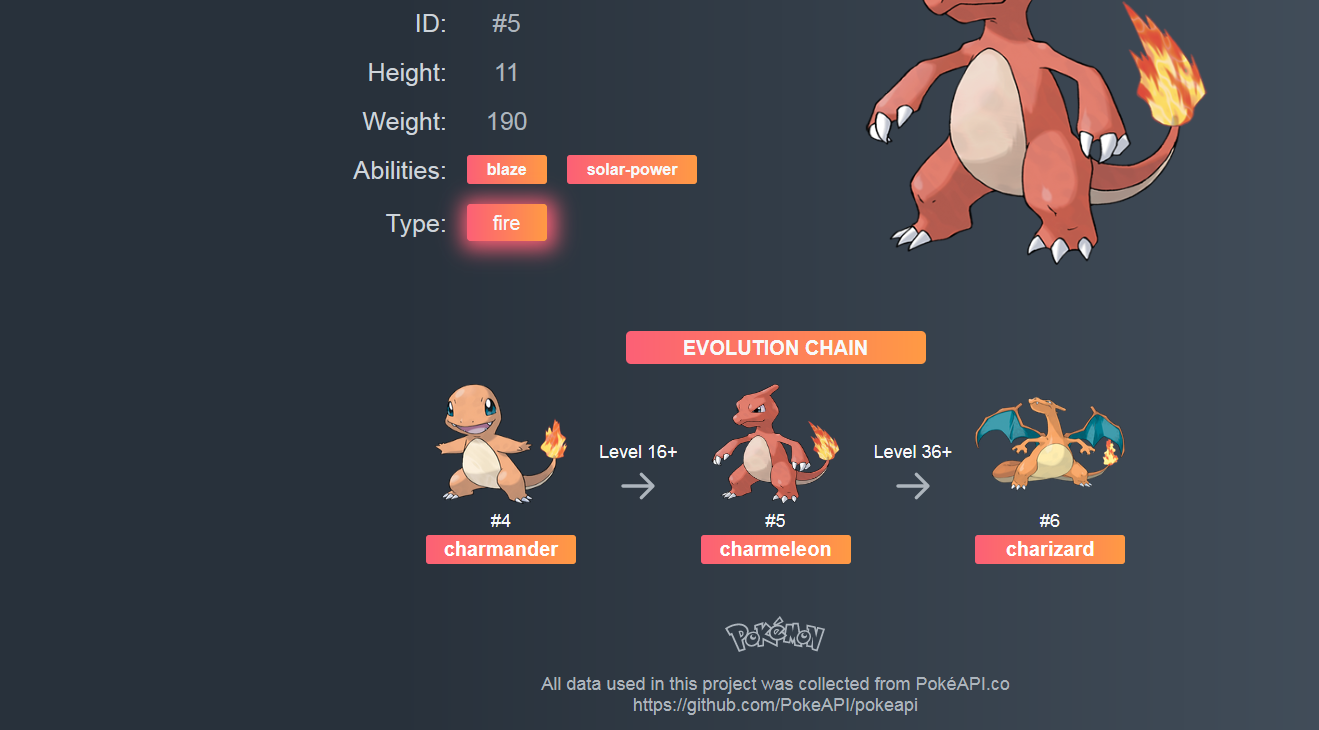 ID: #5
Height: 11
Weight: 190
Abilities: blaze solar-power
Type: fire
EVOLUTION CHAIN
Level 16+ Level 36+
#4 #5 #6
charmander charmeleon charizard
POKéMON
All data used in this project was collected from PokéAPI.co
https://github.com/PokeAPI/pokeapi